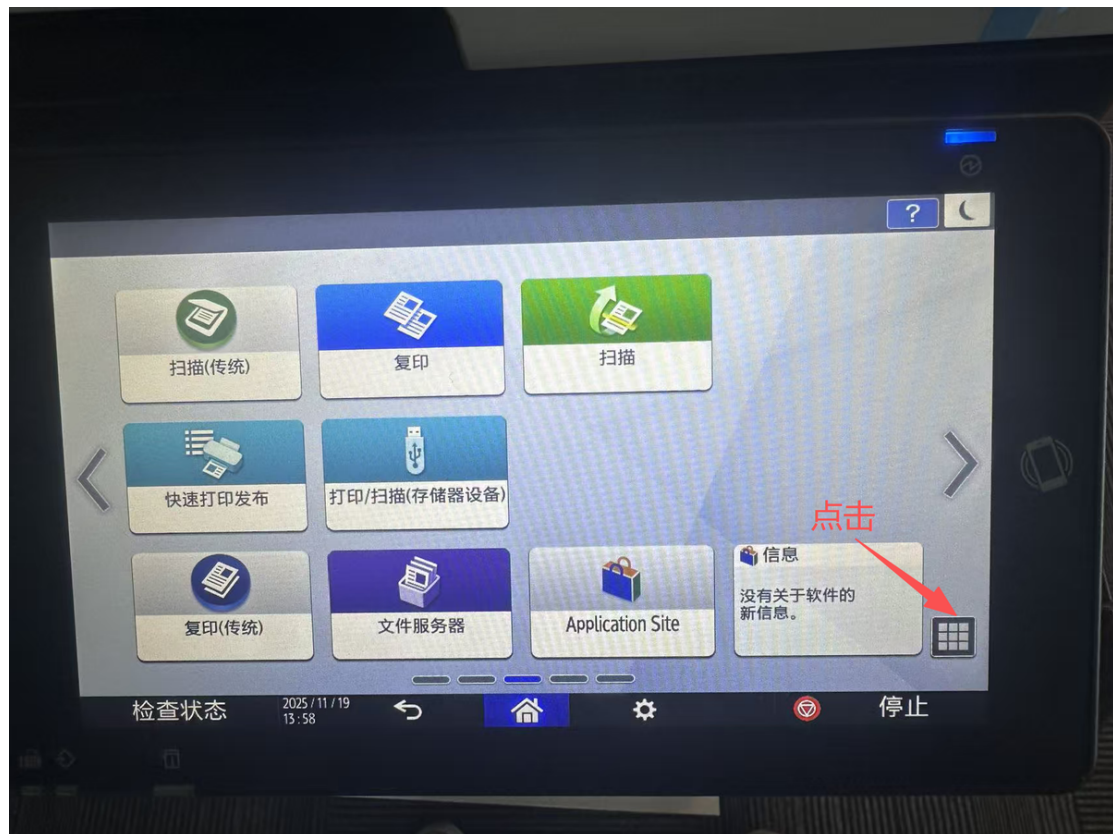 ?
扫描(传统)
复印
扫描
快速打印发布
打印/扫描(存储器设备)
点击
信息
没有关于软件的
新信息。
复印(传统)
文件服务器
Application Site
检查状态
2025/11/19
13:58
停止